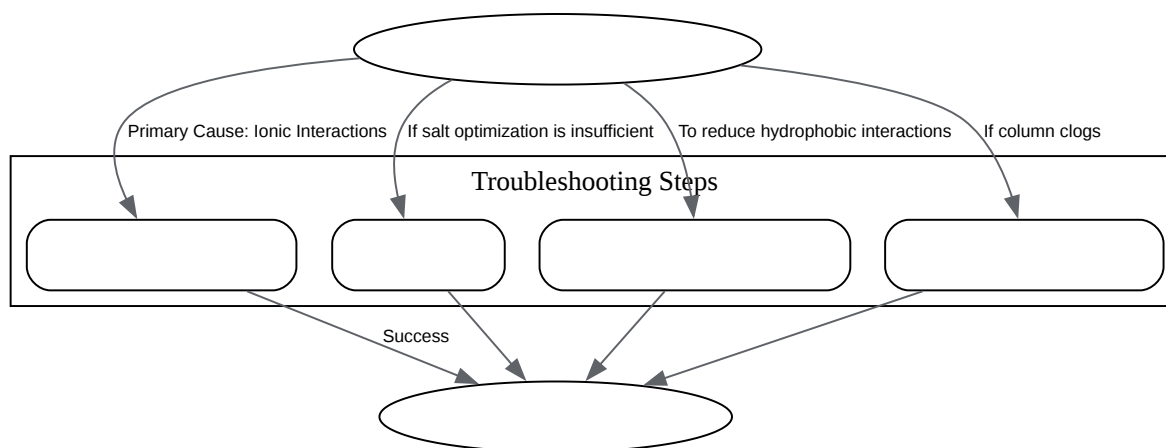 Primary Cause: Ionic Interactions
If salt optimization is insufficient
To reduce hydrophobic interactions
If column clogs
Troubleshooting Steps
Success